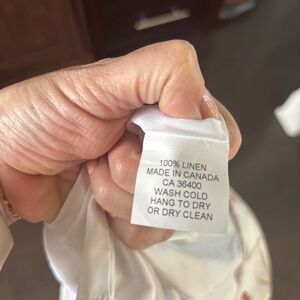 100% LINEN
MADE IN CANADA
CA 36400
WASH COLD
HANG TO DRY
OR DRY CLEAN